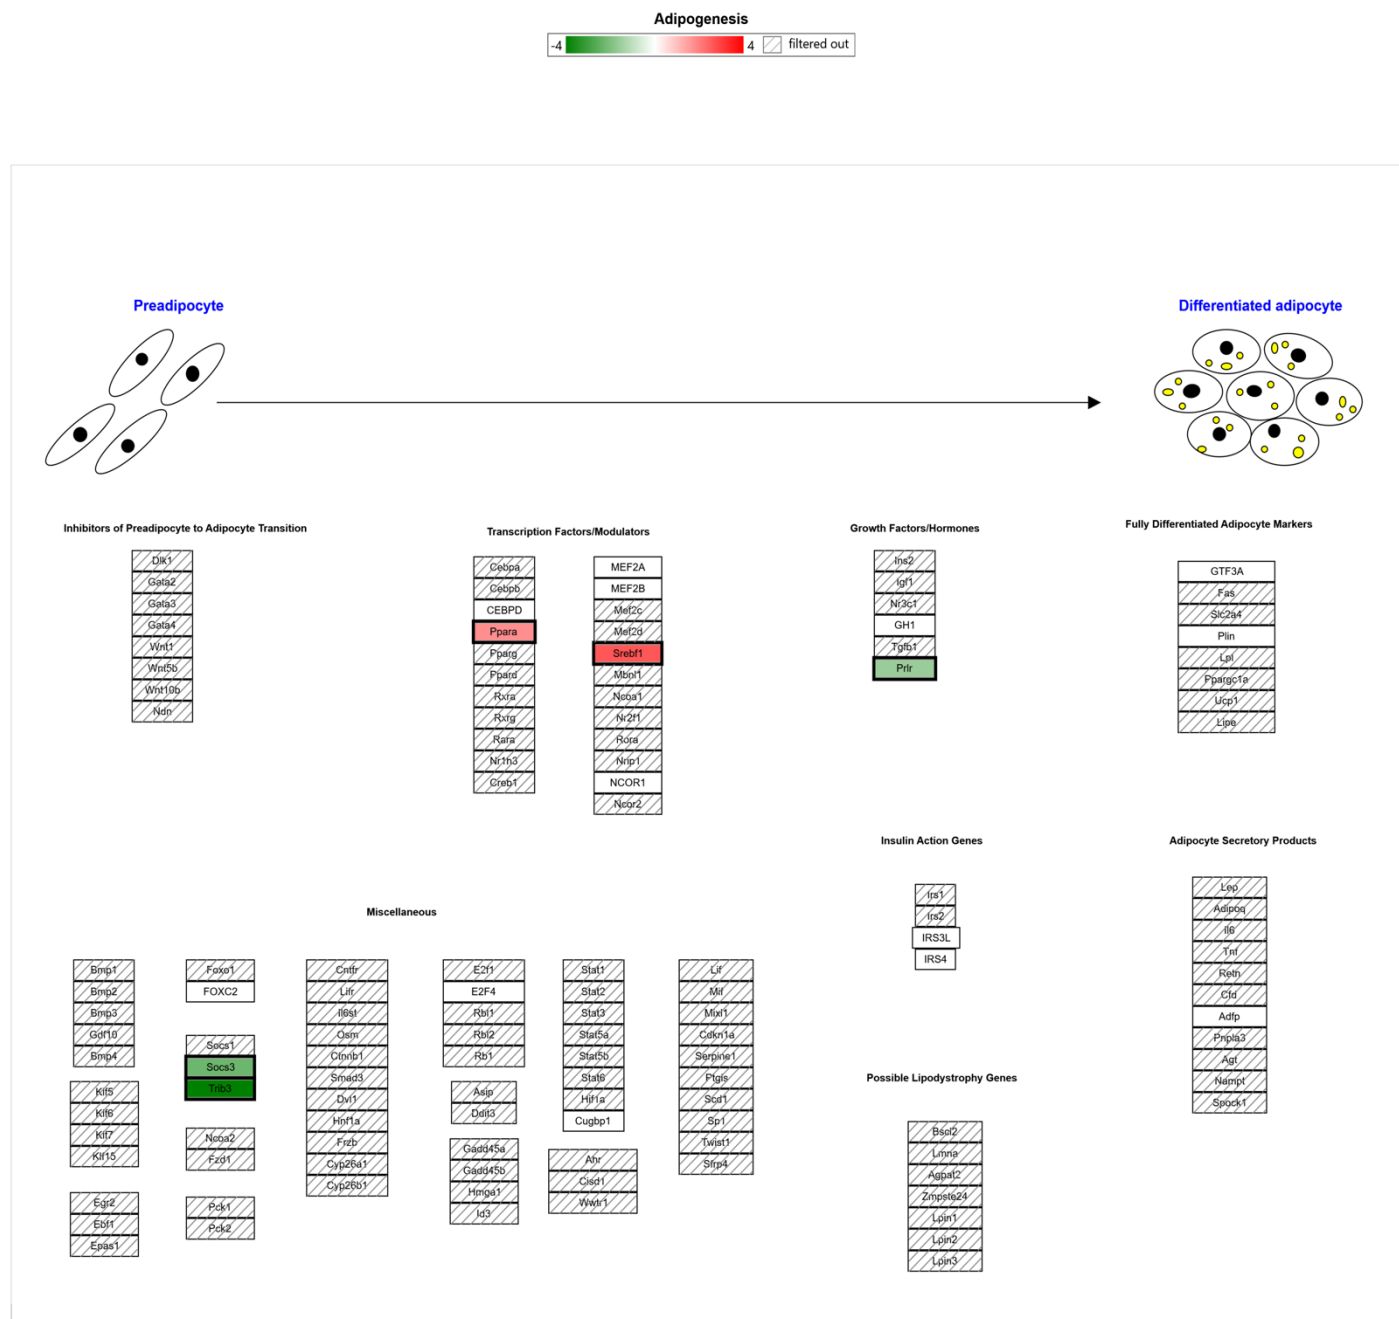 Adipogenesis
-4 4 filtered out
Preadipocyte
Differentiated adipocyte
Inhibitors of Preadipocyte to Adipocyte Transition
Dlk1
Gata2
Gata3
Gata4
Wnt1
Wnt5b
Wnt10b
Ndn
Transcription Factors/Modulators
Cebpa
Cebpb
CEBPD
Ppara
Pparg
Ppard
Rxra
Rxrg
Rara
Nr1h3
Creb1
MEF2A
MEF2B
Mef2c
Mef2d
Srebf1
Mbnl1
Ncoa1
Nr2f1
Rora
Nrip1
NCOR1
Ncor2
Growth Factors/Hormones
Ins2
Igf1
Nr3c1
GH1
Tgfb1
Prlr
Fully Differentiated Adipocyte Markers
GTF3A
Fas
Slc2a4
Plin
Lpl
Ppargc1a
Ucp1
Lipe
Insulin Action Genes
Irs1
Irs2
IRS3L
IRS4
Adipocyte Secretory Products
Lep
Adipoq
Il6
Tnf
Retn
Cfd
Adfp
Pnpla3
Agt
Nampt
Spock1
Miscellaneous
Bmp1
Bmp2
Bmp3
Gdf10
Bmp4
Klf5
Klf6
Klf7
Klf15
Egr2
Ebf1
Epas1
Foxo1
FOXC2
Socs1
Socs3
Trib3
Ncoa2
Fzd1
Pck1
Pck2
Cntfr
Lifr
Il6st
Osm
Ctnnb1
Smad3
Dvl1
Hnf1a
Frzb
Cyp26a1
Cyp26b1
E2f1
E2F4
Rbl1
Rbl2
Rb1
Asip
Ddit3
Gadd45a
Gadd45b
Hmga1
Id3
Stat1
Stat2
Stat3
Stat5a
Stat5b
Stat6
Hif1a
Cugbp1
Ahr
Cisd1
Wwtr1
Lif
Mif
Mixl1
Cdkn1a
Serpine1
Ptgis
Scd1
Sp1
Twist1
Sfrp4
Possible Lipodystrophy Genes
Bscl2
Lmna
Agpat2
Zmpste24
Lpin1
Lpin2
Lpin3